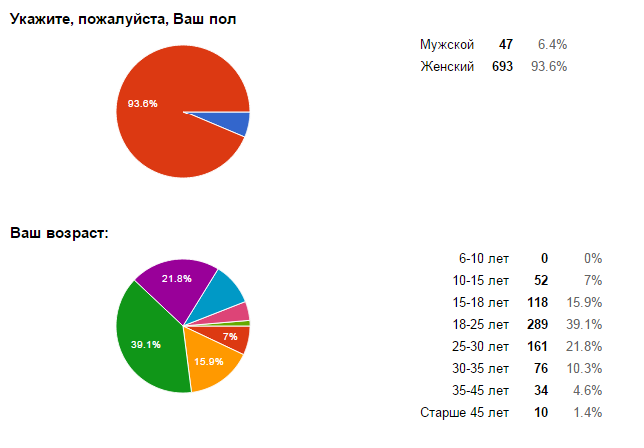 Укажите, пожалуйста, Ваш пол
93.6%
Мужской 47 6.4%
Женский 693 93.6%
Ваш возраст:
21.8%
39.1%
7%
15.9%
6-10 лет 0 0%
10-15 лет 52 7%
15-18 лет 118 15.9%
18-25 лет 289 39.1%
25-30 лет 161 21.8%
30-35 лет 76 10.3%
35-45 лет 34 4.6%
Старше 45 лет 10 1.4%